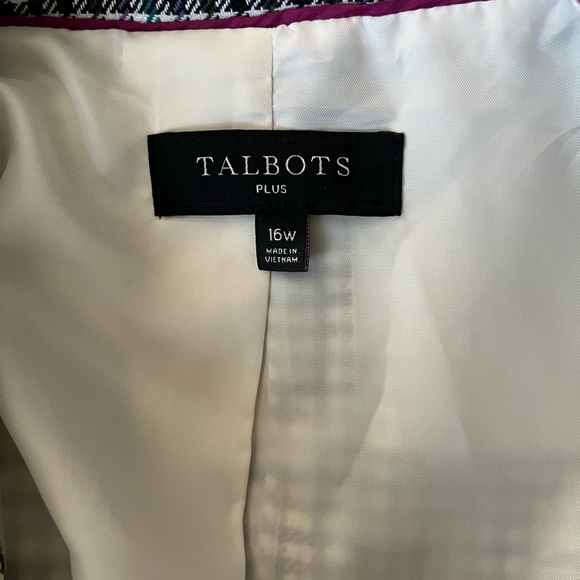 TALBOTS
PLUS
16W
MADE IN
VIETNAM